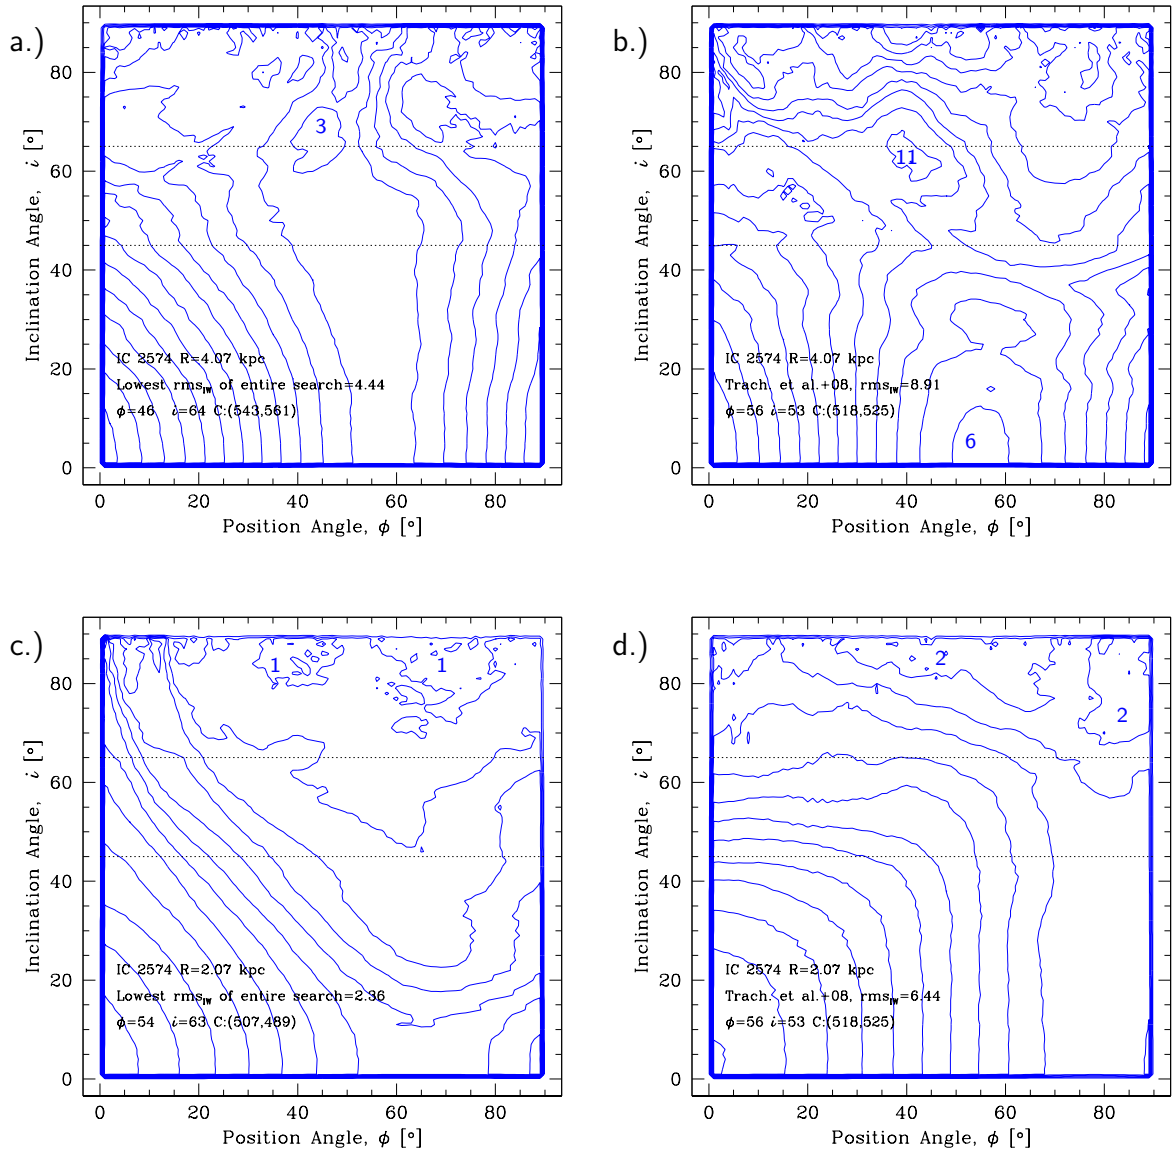 a.)
80
60
40
20
0
0 20 40 60 80
Inclination Angle, i [°]
Position Angle, ϕ [°]
3
IC 2574 R=4.07 kpc
Lowest rms_IW of entire search=4.44
ϕ=46 i=64 C:(543,561)
b.)
80
60
40
20
0
0 20 40 60 80
Inclination Angle, i [°]
Position Angle, ϕ [°]
11
6
IC 2574 R=4.07 kpc
Trach. et al.+08, rms_IW=8.91
ϕ=56 i=53 C:(518,525)
c.)
80
60
40
20
0
0 20 40 60 80
Inclination Angle, i [°]
Position Angle, ϕ [°]
1 1
IC 2574 R=2.07 kpc
Lowest rms_IW of entire search=2.36
ϕ=54 i=63 C:(507,489)
d.)
80
60
40
20
0
0 20 40 60 80
Inclination Angle, i [°]
Position Angle, ϕ [°]
2
2
IC 2574 R=2.07 kpc
Trach. et al.+08, rms_IW=6.44
ϕ=56 i=53 C:(518,525)